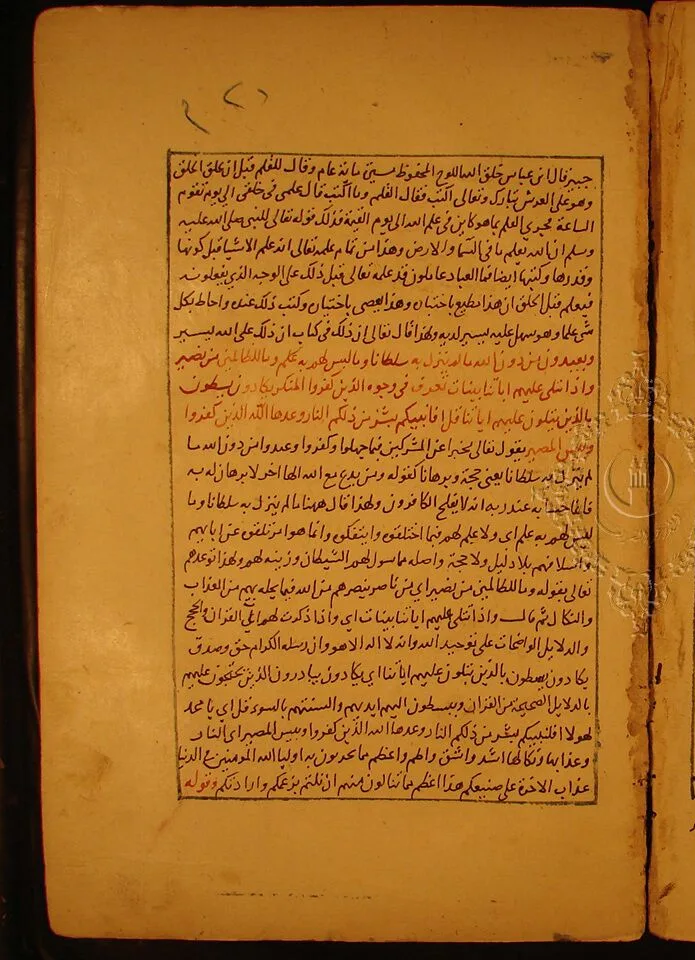 جبير قال ابن عباس خلق الله اللوح المحفوظ مسيرة مائة عام وقال للقلم قبل ان يخلق الخلق
وهو على العرش تبارك وتعالى اكتب فقال القلم وما اكتب قال علمي في خلقي الى يوم تقوم
الساعة فجرى القلم بما هو كاين في علم الله الى يوم القيمة فذلك قوله تعالى للنبي صلى الله عليه
وسلم ان الله يعلم ما في السما والارض وهذا من تمام علمه تعالى انه علم الاشيا قبل كونها
وقدرها وكتبها ايضا فما العباد عاملون قد علمه تعالى قبل ذلك على الوجه الذي يفعلونه
فيعلم قبل الخلق ان هذا يطيع باختياره وهذا يعصي باختياره وكتب ذلك عنده واحاط بكل
شي علما وهو سهل عليه يسير لديه ولهذا قال تعالى ان ذلك في كتاب ان ذلك على الله يسير
ويعبدون من دون الله ما لم ينزل به سلطانا وما ليس لهم به علم وما للظالمين من نصير
واذا تتلى عليهم اياتنا بينات تعرف في وجوه الذين كفروا المنكر يكادون يسطون
بالذين يتلون عليهم اياتنا قل افانبيكم بشر من ذلكم النار وعدها الله الذين كفروا
وبيس المصير يقول تعالى مخبرا عن المشركين فيما جهلوا وكفروا وعبدوا من دون الله ما
لم ينزل به سلطانا يعني حجة وبرهانا كقوله ومن يدع مع الله الها اخر لا برهان له به
فانما حسابه عند ربه انه لا يفلح الكافرون ولهذا قال ههنا ما لم ينزل به سلطانا وما
ليس لهم به علم اي ولا علم لهم فيما اختلقوه وايتفكوه وانما هو امر تلقوه عن ابايهم
واسلافهم بلا دليل ولا حجة واصله مما سول لهم الشيطان وزينه لهم ولهذا توعدهم
تعالى بقوله وما للظالمين من نصير اي من ناصر ينصرهم من الله فيما يحله بهم من العذاب
والنكال ثم قال واذا تتلى عليهم اياتنا بينات اي واذا ذكرت لهم القران والحجج
والدلايل الواضحات على توحيد الله وانه لا اله الا هو وان رسله الكرام حق وصدق
يكادون يسطون بالذين يتلون عليهم اياتنا اي يكادون يبادرون الذين يحتجون عليهم
بالدلايل الصحيحة من القران ويبسطون اليهم ايديهم والسنتهم بالسوء قل اي يا محمد
لهولا افانبيكم بشر من ذلكم النار وعدها الله الذين كفروا وبيس المصير اي النار
وعذابها ونكالها اشد واشق واطم واعظم مما تخوفون به اوليا الله المومنين في الدنيا
عذاب الاخرة على صنيعكم هذا اعظم مما تنالون منهم ان نلتم بزعمكم وارادتكم وقوله